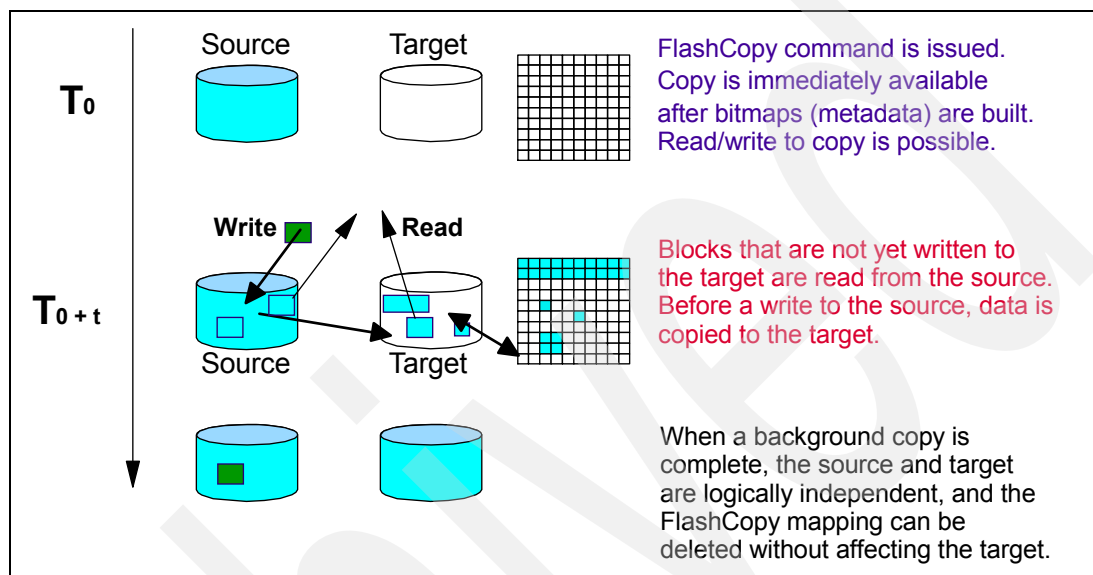 Source Target
T0
FlashCopy command is issued.
Copy is immediately available
after bitmaps (metadata) are built.
Read/write to copy is possible.
Write Read
T0 + t
Blocks that are not yet written to
the target are read from the source.
Before a write to the source, data is
copied to the target.
Source Target
When a background copy is
complete, the source and target
are logically independent, and the
FlashCopy mapping can be
deleted without affecting the target.